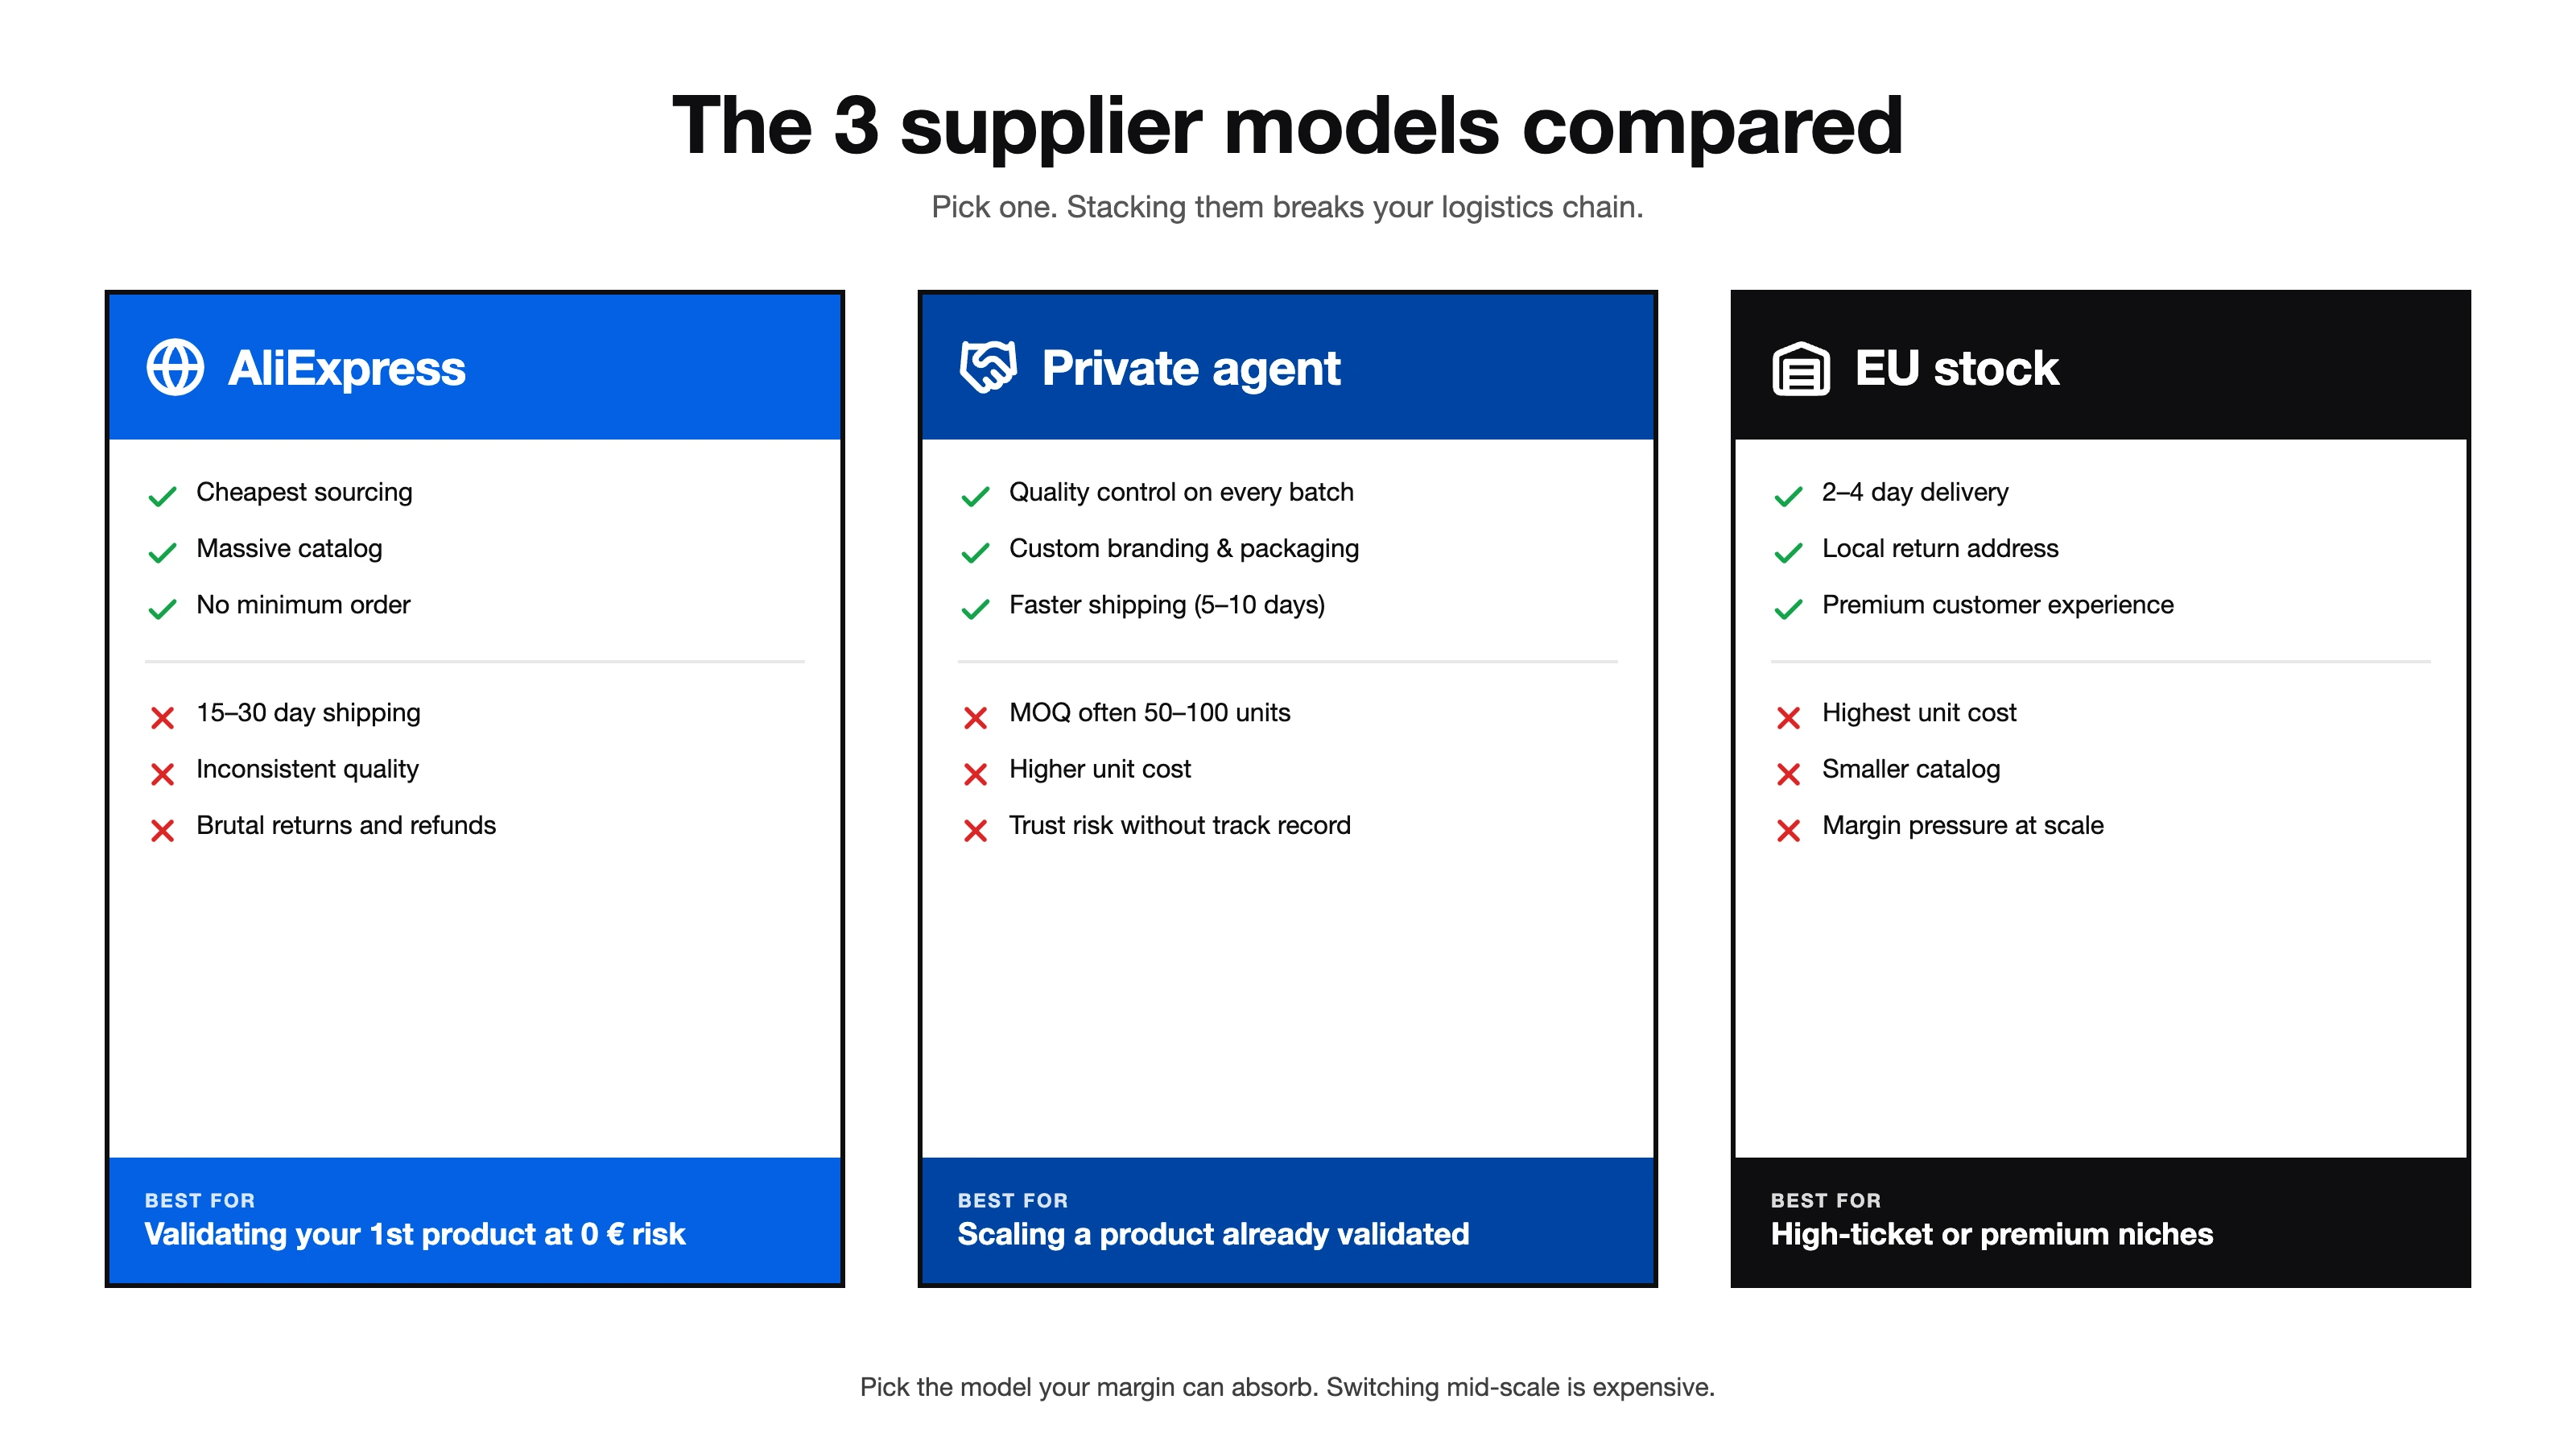 The 3 supplier models compared
Pick one. Stacking them breaks your logistics chain.
AliExpress
Cheapest sourcing
Massive catalog
No minimum order
15–30 day shipping
Inconsistent quality
Brutal returns and refunds
BEST FOR
Validating your 1st product at 0 € risk
Private agent
Quality control on every batch
Custom branding & packaging
Faster shipping (5–10 days)
MOQ often 50–100 units
Higher unit cost
Trust risk without track record
BEST FOR
Scaling a product already validated
EU stock
2–4 day delivery
Local return address
Premium customer experience
Highest unit cost
Smaller catalog
Margin pressure at scale
BEST FOR
High-ticket or premium niches
Pick the model your margin can absorb. Switching mid-scale is expensive.